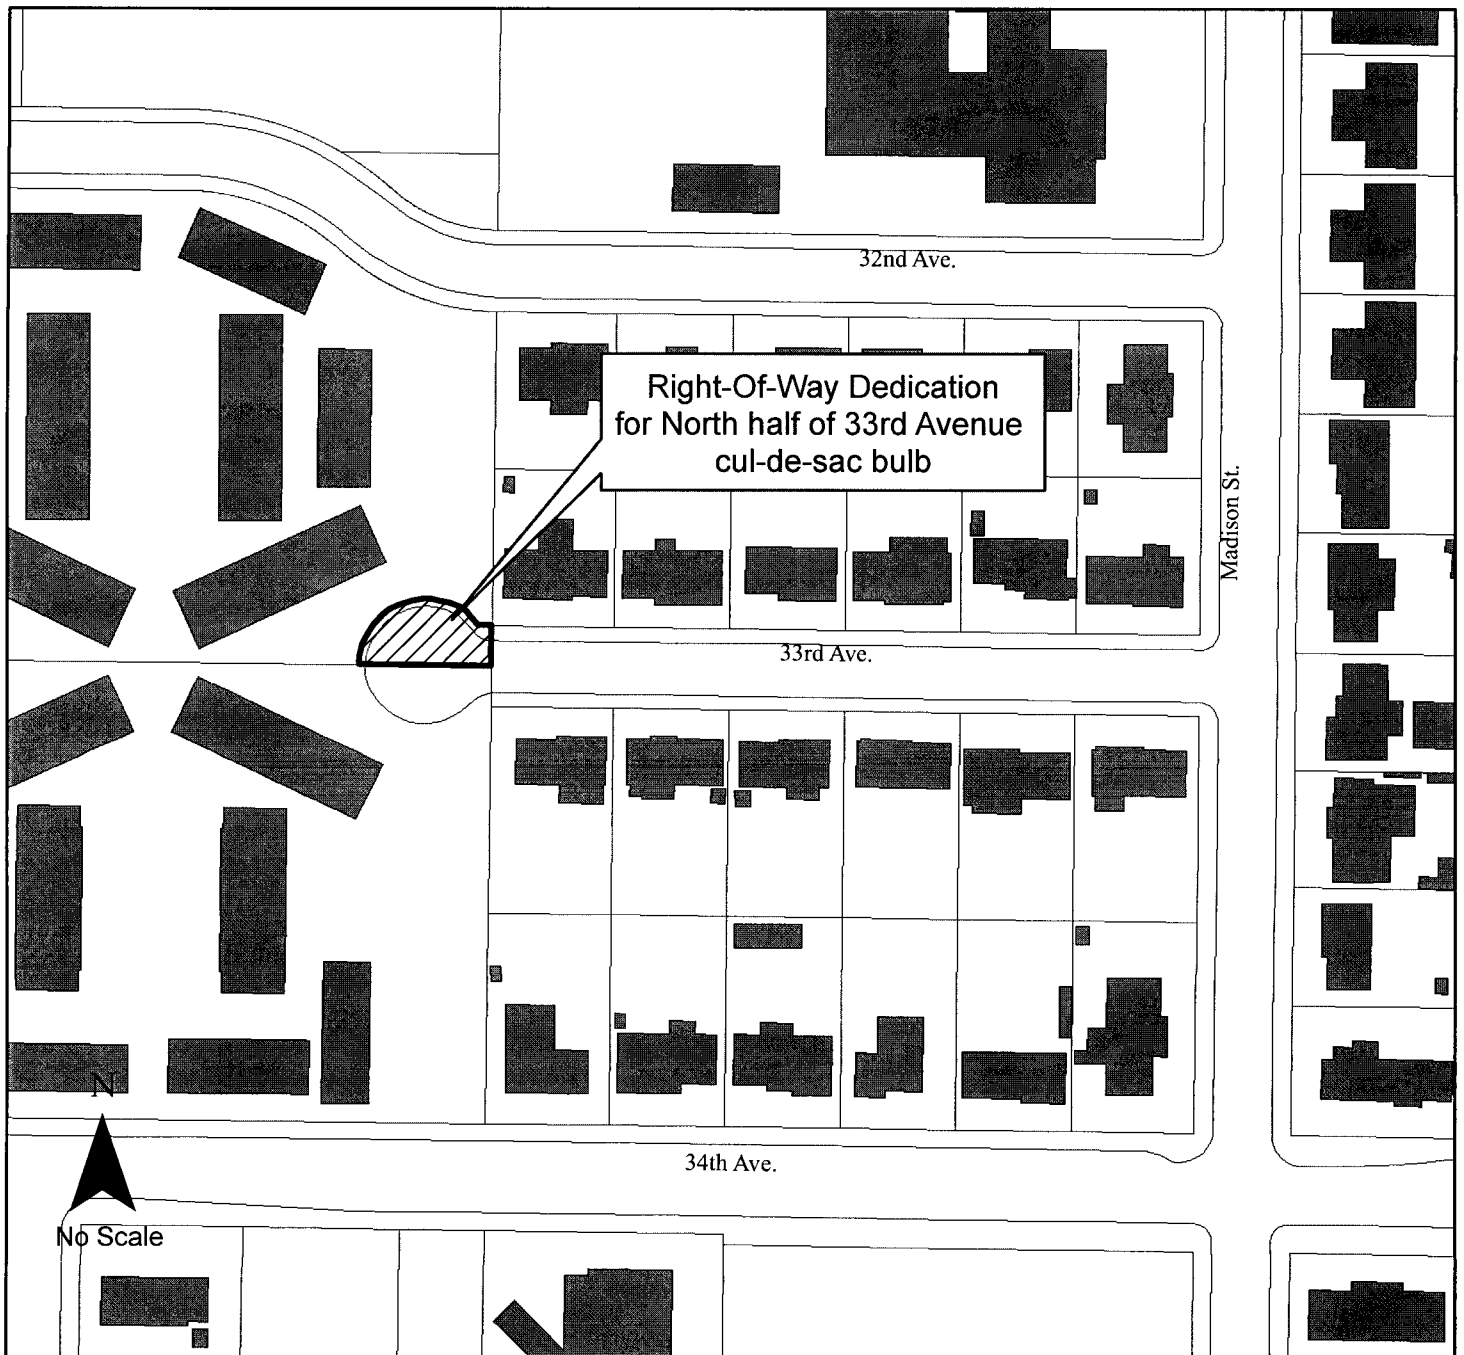 32nd Ave.
Right-Of-Way Dedication
for North half of 33rd Avenue
cul-de-sac bulb
Madison St.
33rd Ave.
N
34th Ave.
No Scale